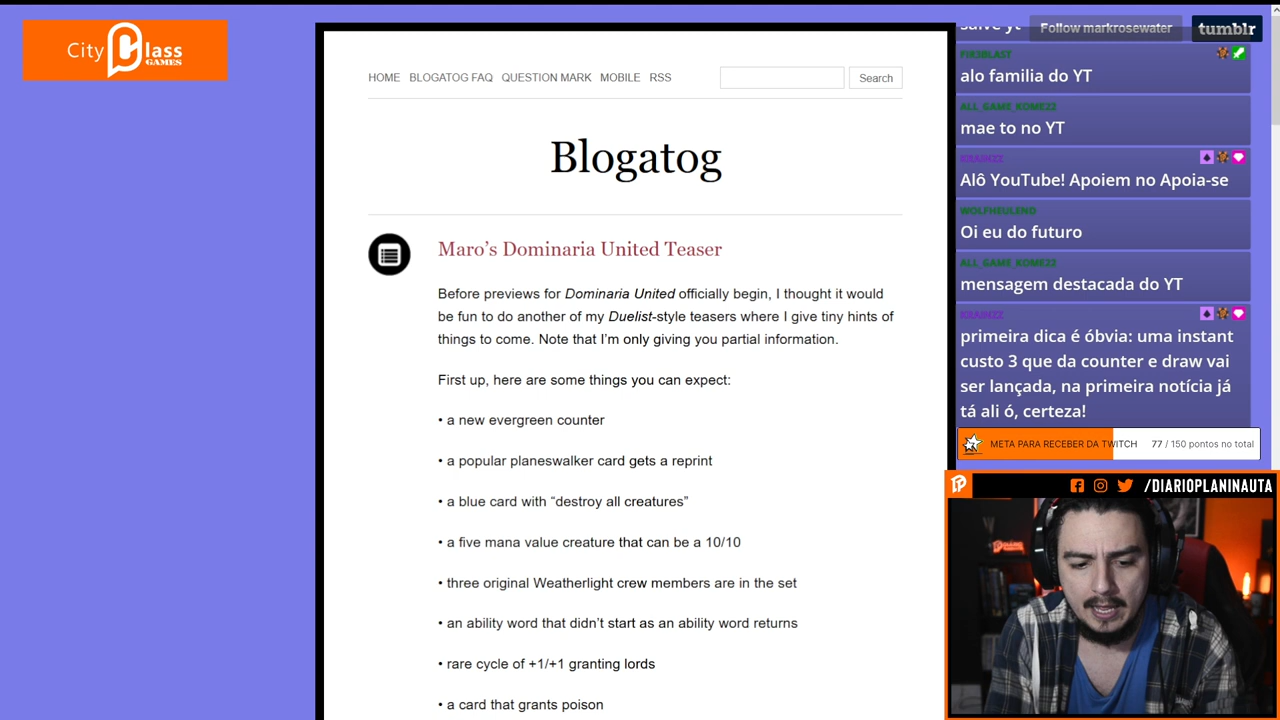 City Class
GAMES
HOME BLOGATOG FAQ QUESTION MARK MOBILE RSS
Search
Blogatog
Maro's Dominaria United Teaser
Before previews for Dominaria United officially begin, I thought it would
be fun to do another of my Duelist-style teasers where I give tiny hints of
things to come. Note that I'm only giving you partial information.
First up, here are some things you can expect:
• a new evergreen counter
• a popular planeswalker card gets a reprint
• a blue card with “destroy all creatures”
• a five mana value creature that can be a 10/10
• three original Weatherlight crew members are in the set
• an ability word that didn't start as an ability word returns
• rare cycle of +1/+1 granting lords
• a card that grants poison
Follow markrosewater
tumblr
alo familia do YT
ALL_GAME_KOMEZZ
mae to no YT
KRAINZZ
Alô YouTube! Apoiem no Apoia-se
WOLFHEULEND
Oi eu do futuro
ALL_GAME_KOMEZZ
mensagem destacada do YT
KRAINZZ
primeira dica é óbvia: uma instant
custo 3 que da counter e draw vai
ser lançada, na primeira notícia já
tá ali ó, certeza!
META PARA RECEBER DA TWITCH 77 / 150 pontos no total
/DIARIOPLANINAUTA